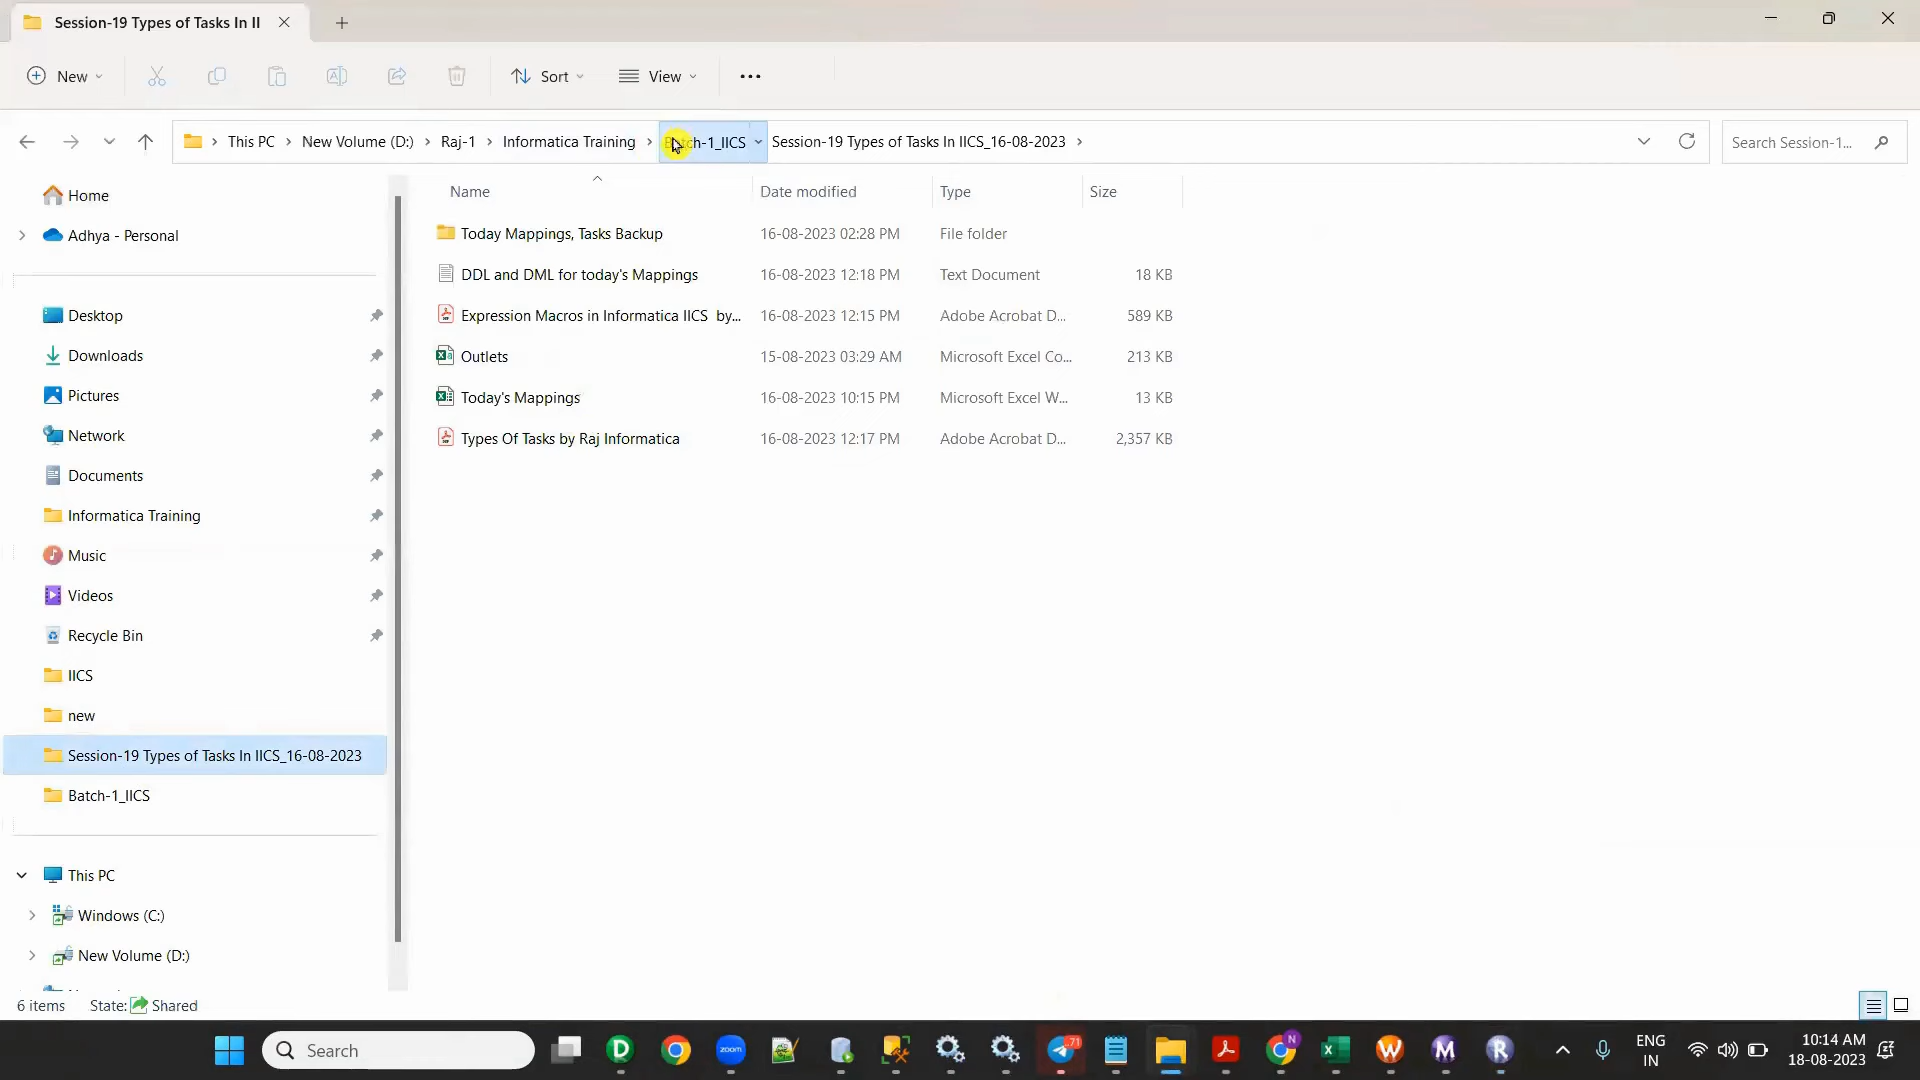 Session-19 Types of Tasks In II
New
Sort
View
This PC > New Volume (D:) > Raj-1 > Informatica Training > Batch-1_IICS Session-19 Types of Tasks In IICS_16-08-2023 >
Search Session-1...
Home
Adhya - Personal
Desktop
Downloads
Pictures
Network
Documents
Informatica Training
Music
Videos
Recycle Bin
IICS
new
Session-19 Types of Tasks In IICS_16-08-2023
Batch-1_IICS
This PC
Windows (C:)
New Volume (D:)
Name Date modified Type Size
Today Mappings, Tasks Backup 16-08-2023 02:28 PM File folder
DDL and DML for today's Mappings 16-08-2023 12:18 PM Text Document 18 KB
Expression Macros in Informatica IICS by... 16-08-2023 12:15 PM Adobe Acrobat D... 589 KB
Outlets 15-08-2023 03:29 AM Microsoft Excel Co... 213 KB
Today's Mappings 16-08-2023 10:15 PM Microsoft Excel W... 13 KB
Types Of Tasks by Raj Informatica 16-08-2023 12:17 PM Adobe Acrobat D... 2,357 KB
6 items State: Shared
Search
zoom
71
N
ENG
IN
10:14 AM
18-08-2023